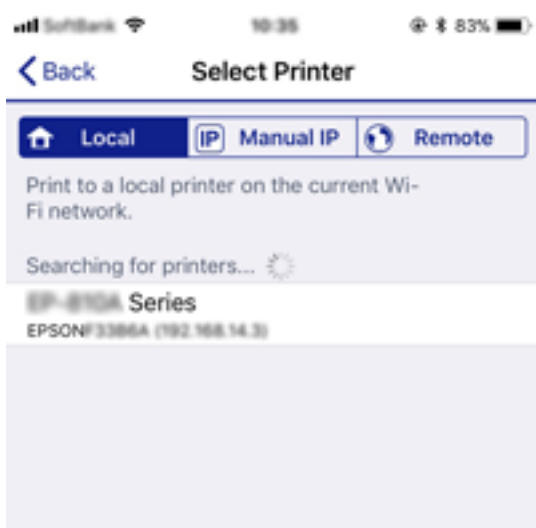 SoftBank 10:35 83%
Back Select Printer
Local IP Manual IP Remote
Print to a local printer on the current Wi-
Fi network.
Searching for printers...
Series
EPSON